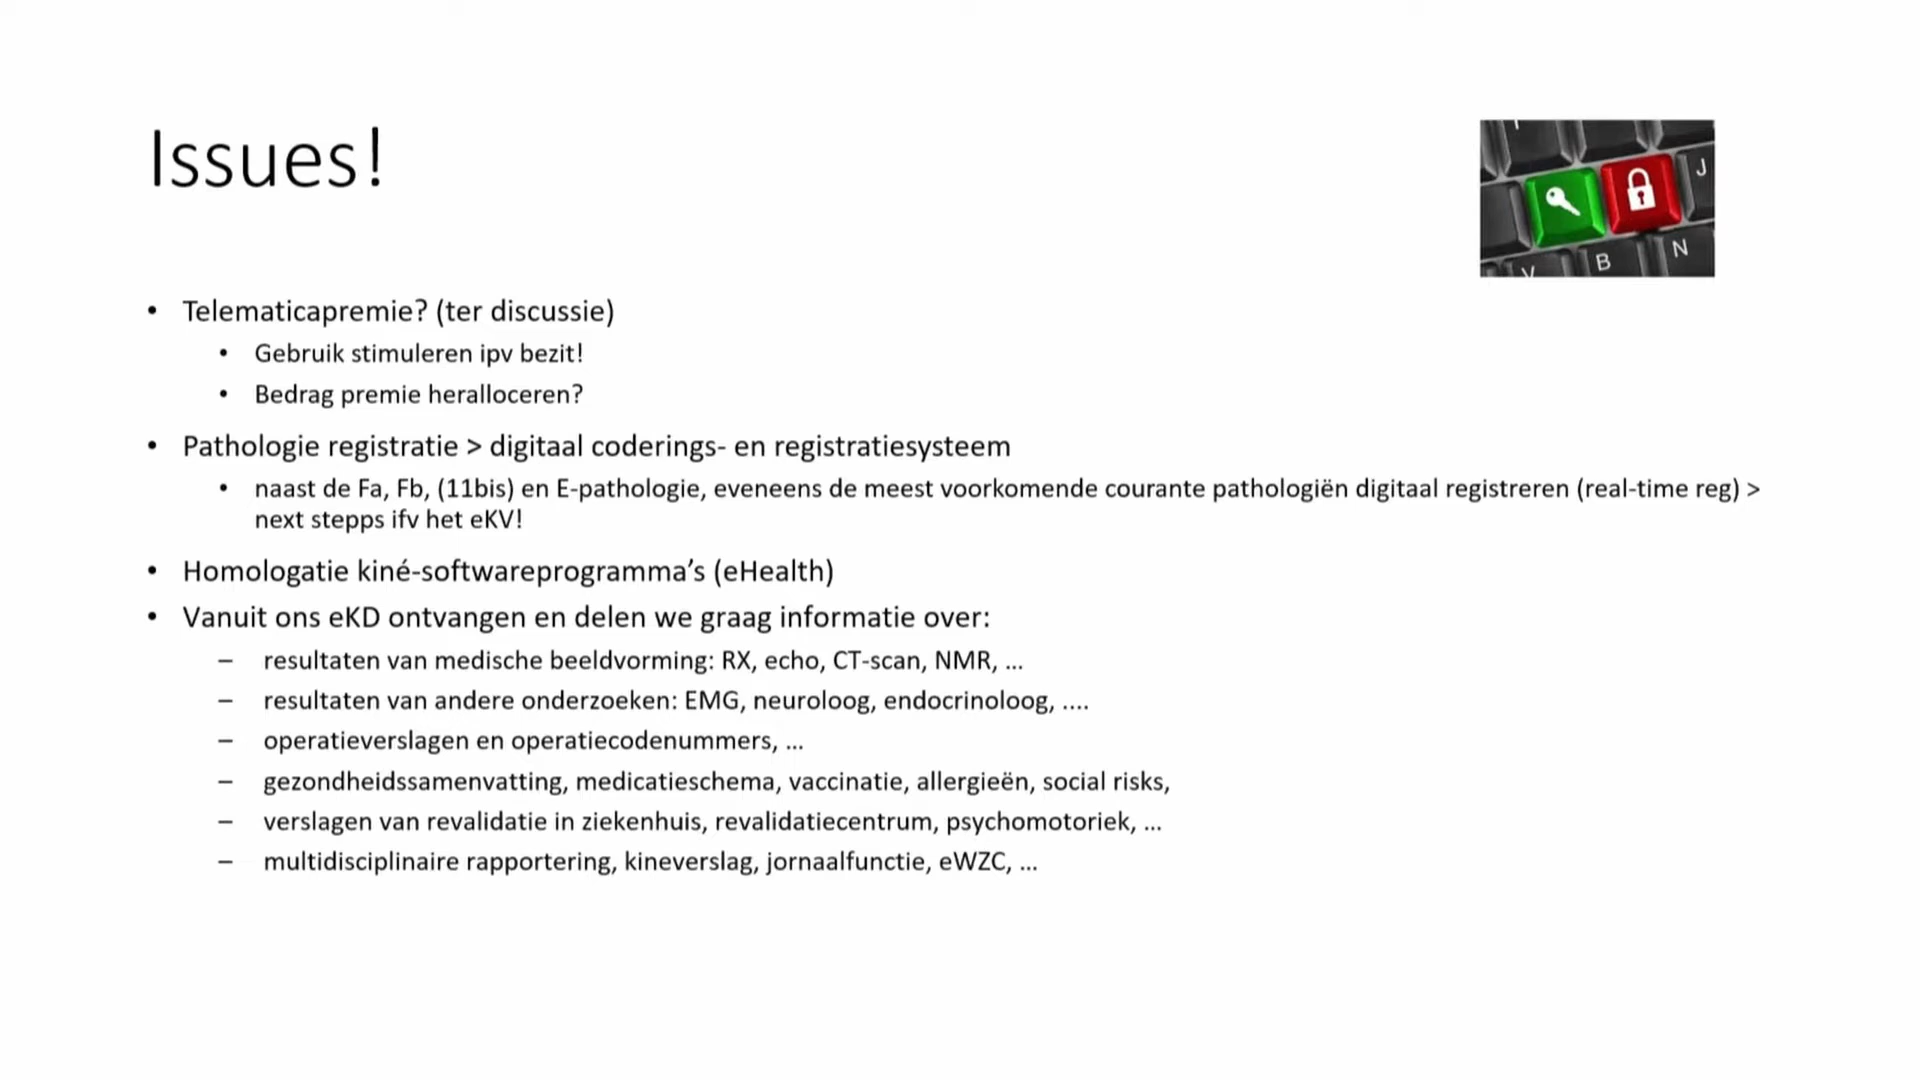 Issues!
J
V B N
• Telematicapremie? (ter discussie)
• Gebruik stimuleren ipv bezit!
• Bedrag premie heralloceren?
• Pathologie registratie > digitaal coderings- en registratiesysteem
• naast de Fa, Fb, (11bis) en E-pathologie, eveneens de meest voorkomende courante pathologiën digitaal registreren (real-time reg) >
next stepps ifv het eKV!
• Homologatie kiné-softwareprogramma’s (eHealth)
• Vanuit ons eKD ontvangen en delen we graag informatie over:
– resultaten van medische beeldvorming: RX, echo, CT-scan, NMR, ...
– resultaten van andere onderzoeken: EMG, neuroloog, endocrinoloog, ....
– operatieverslagen en operatiecodenummers, ...
– gezondheidssamenvatting, medicatieschema, vaccinatie, allergieën, social risks,
– verslagen van revalidatie in ziekenhuis, revalidatiecentrum, psychomotoriek, ...
– multidisciplinaire rapportering, kineverslag, jornaalfunctie, eWZC, ...